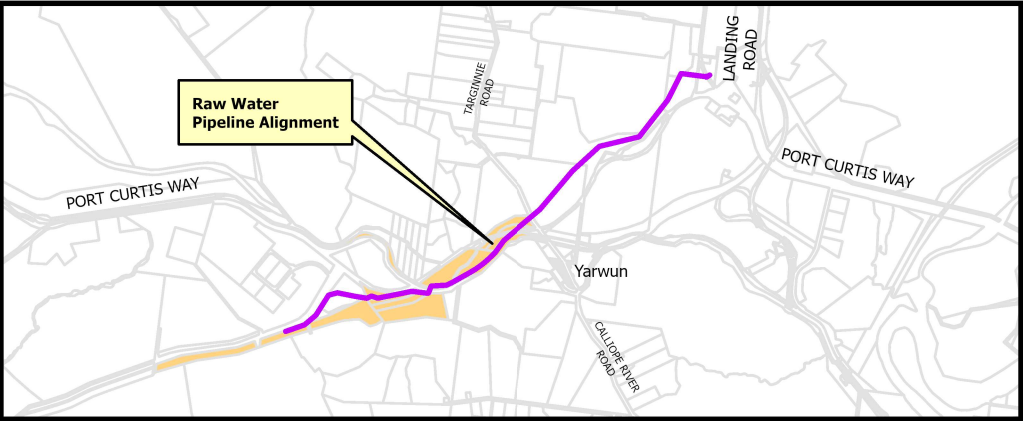 LANDING
ROAD
TARGINNIE
ROAD
Raw Water
Pipeline Alignment
PORT CURTIS WAY
PORT CURTIS WAY
Yarwun
CALLIOPE RIVER
ROAD